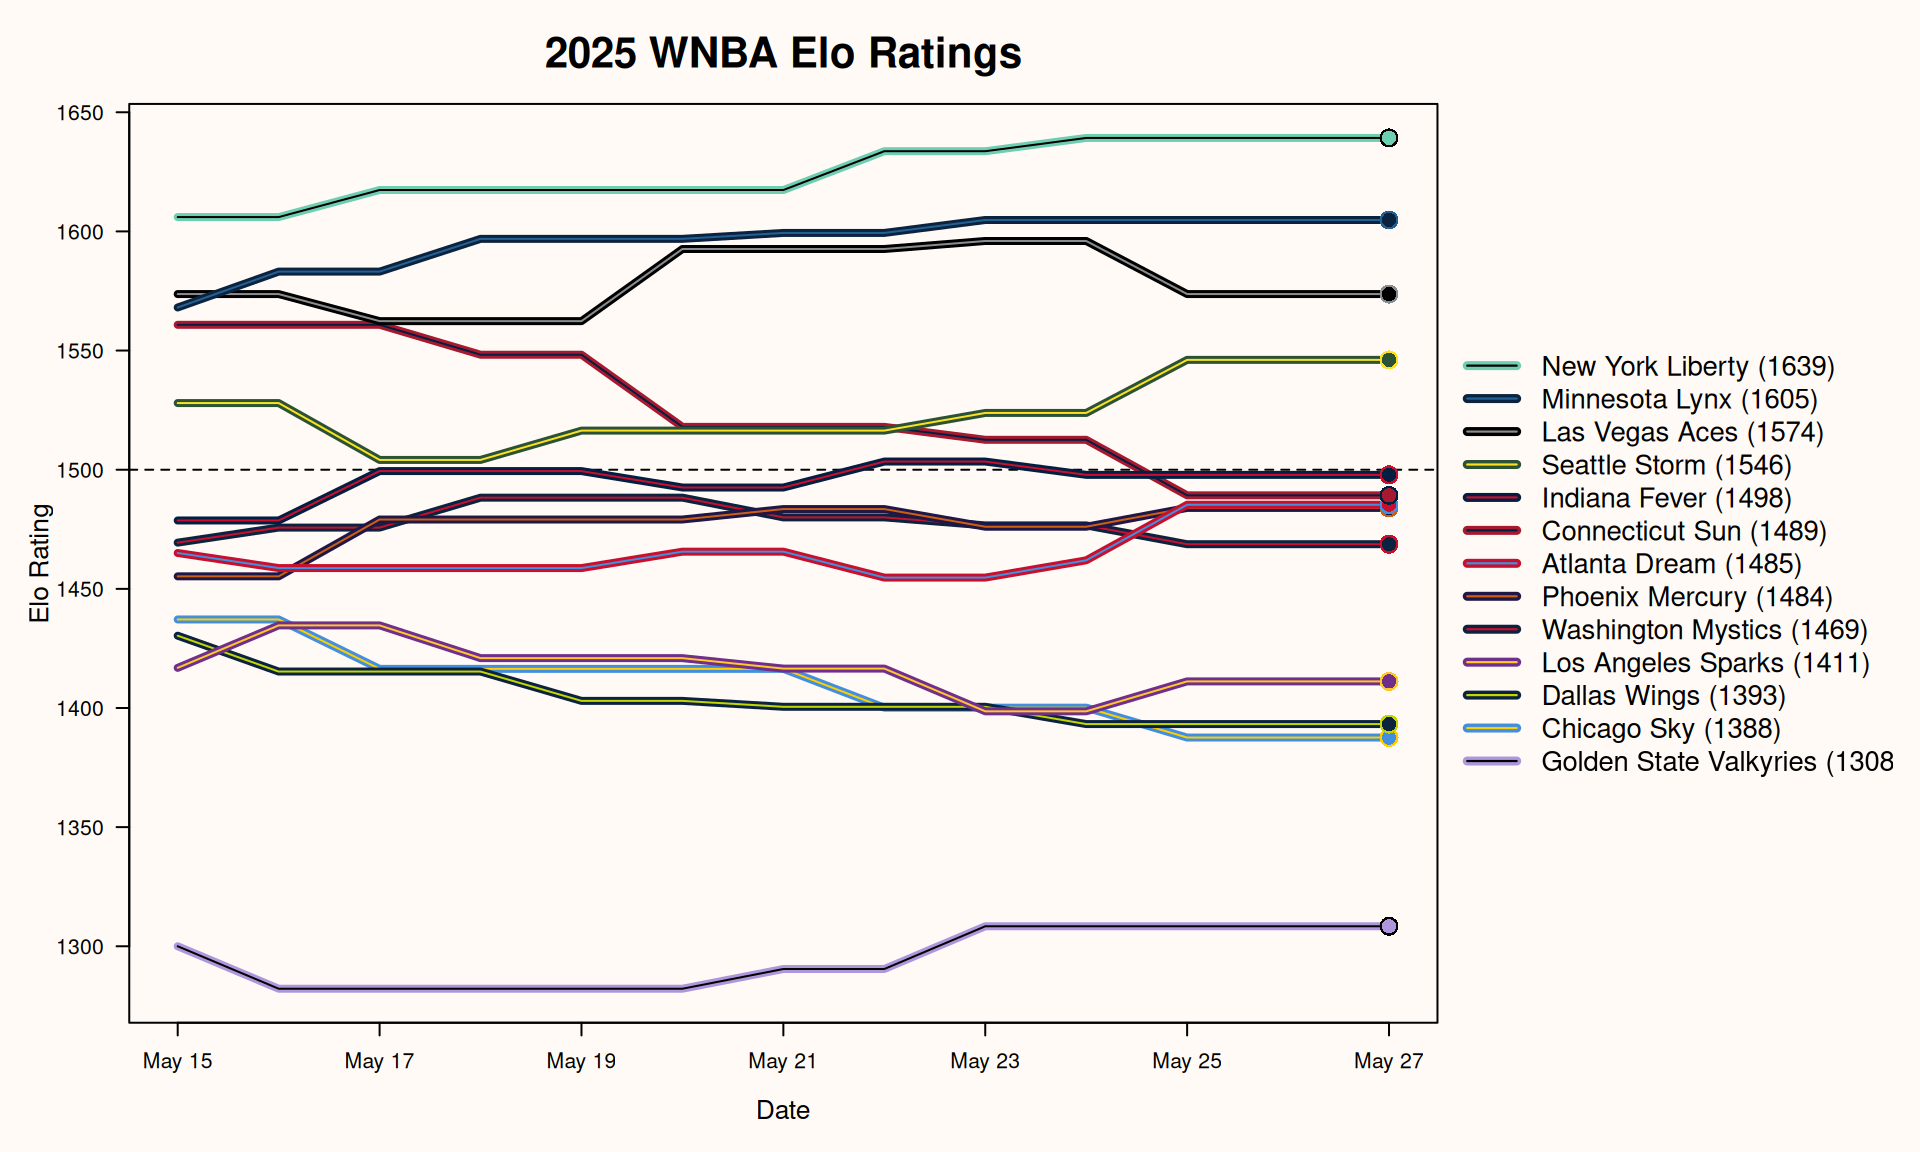 2025 WNBA Elo Ratings
1650
1600
1550
1500
1450
1400
1350
1300
Elo Rating
May 15
May 17
May 19
May 21
May 23
May 25
May 27
Date
New York Liberty (1639)
Minnesota Lynx (1605)
Las Vegas Aces (1574)
Seattle Storm (1546)
Indiana Fever (1498)
Connecticut Sun (1489)
Atlanta Dream (1485)
Phoenix Mercury (1484)
Washington Mystics (1469)
Los Angeles Sparks (1411)
Dallas Wings (1393)
Chicago Sky (1388)
Golden State Valkyries (1308